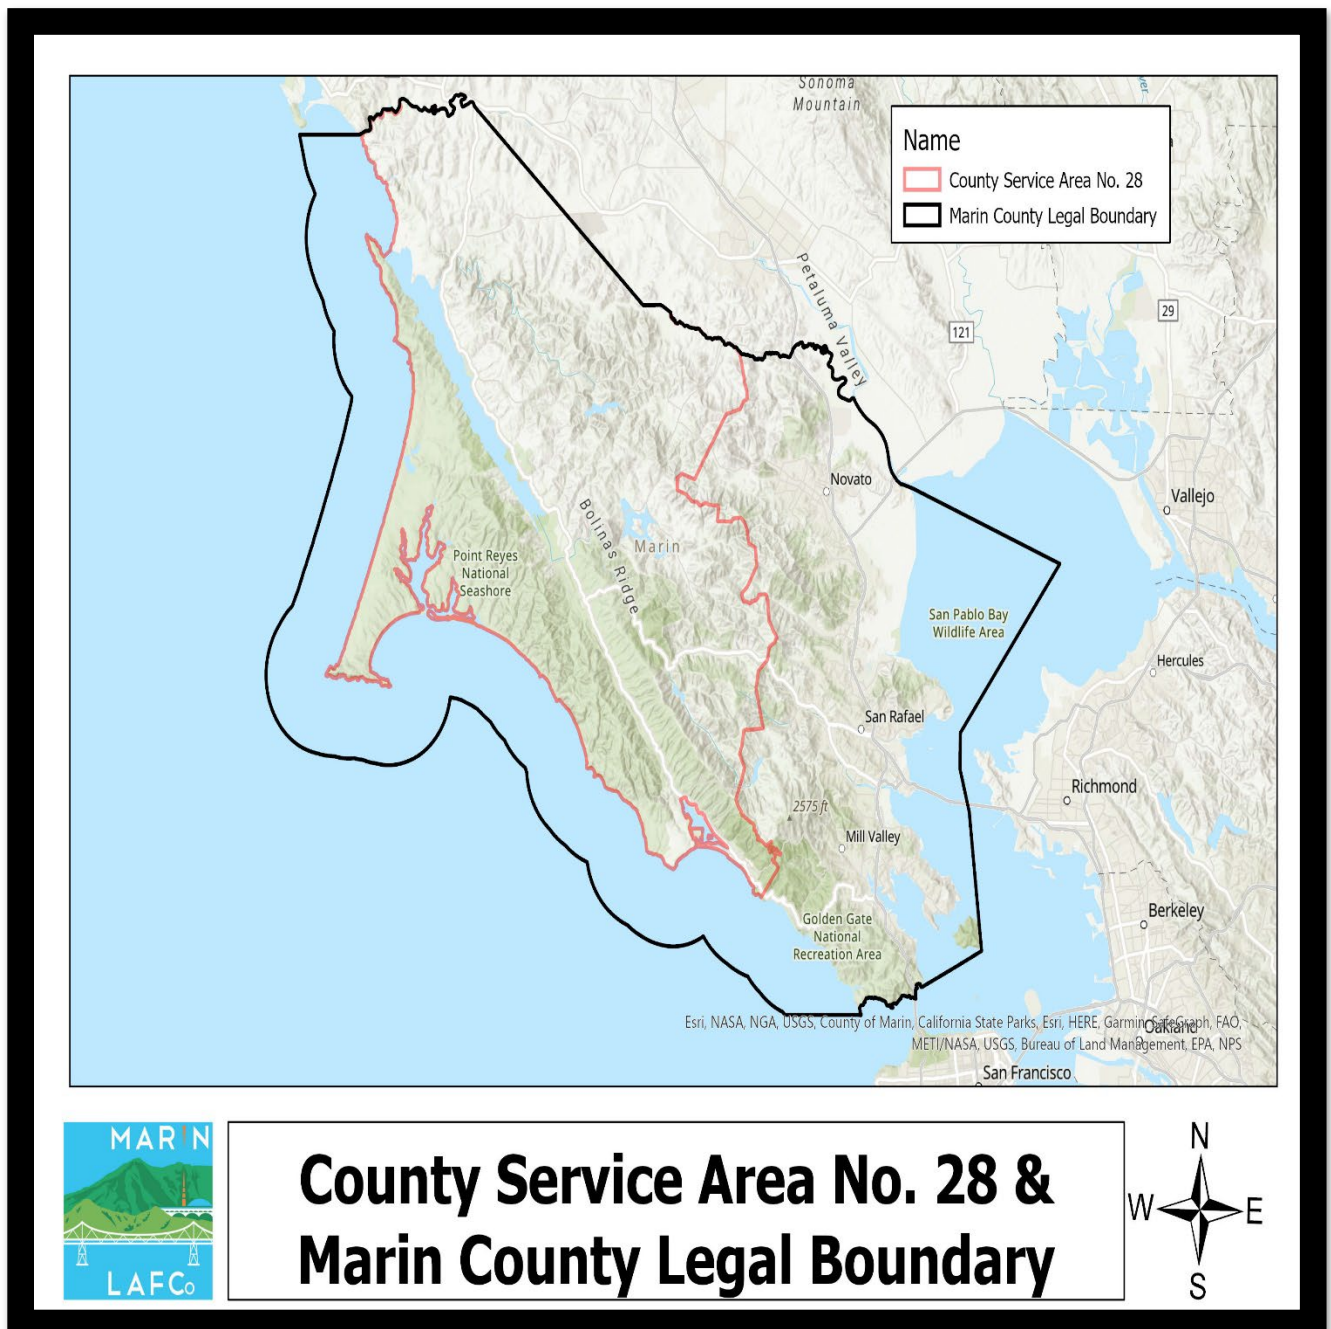 Sonoma
Mountain
Name
County Service Area No. 28
Marin County Legal Boundary
Petaluma Valley
29
121
Novato
Vallejo
Bolinas Ridge
Marin
Point Reyes
National
Seashore
San Pablo Bay
Wildlife Area
Hercules
San Rafael
Richmond
2575 ft
Mill Valley
Berkeley
Golden Gate
National
Recreation Area
Esri, NASA, NGA, USGS, County of Marin, California State Parks, Esri, HERE, Garmin, SafeGraph, FAO,
METI/NASA, USGS, Bureau of Land Management, EPA, NPS
Oakland
San Francisco
MARIN
LAFCo
County Service Area No. 28 &
Marin County Legal Boundary
N
W
E
S